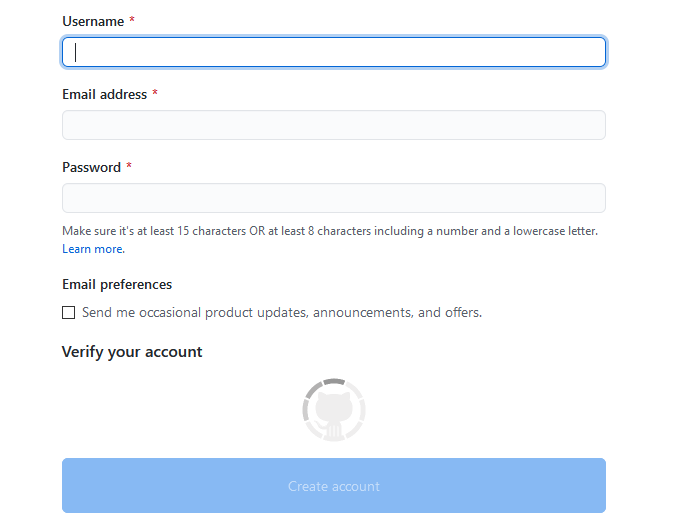 Username *
Email address *
Password *
Make sure it's at least 15 characters OR at least 8 characters including a number and a lowercase letter.
Learn more.
Email preferences
Send me occasional product updates, announcements, and offers.
Verify your account
Create account